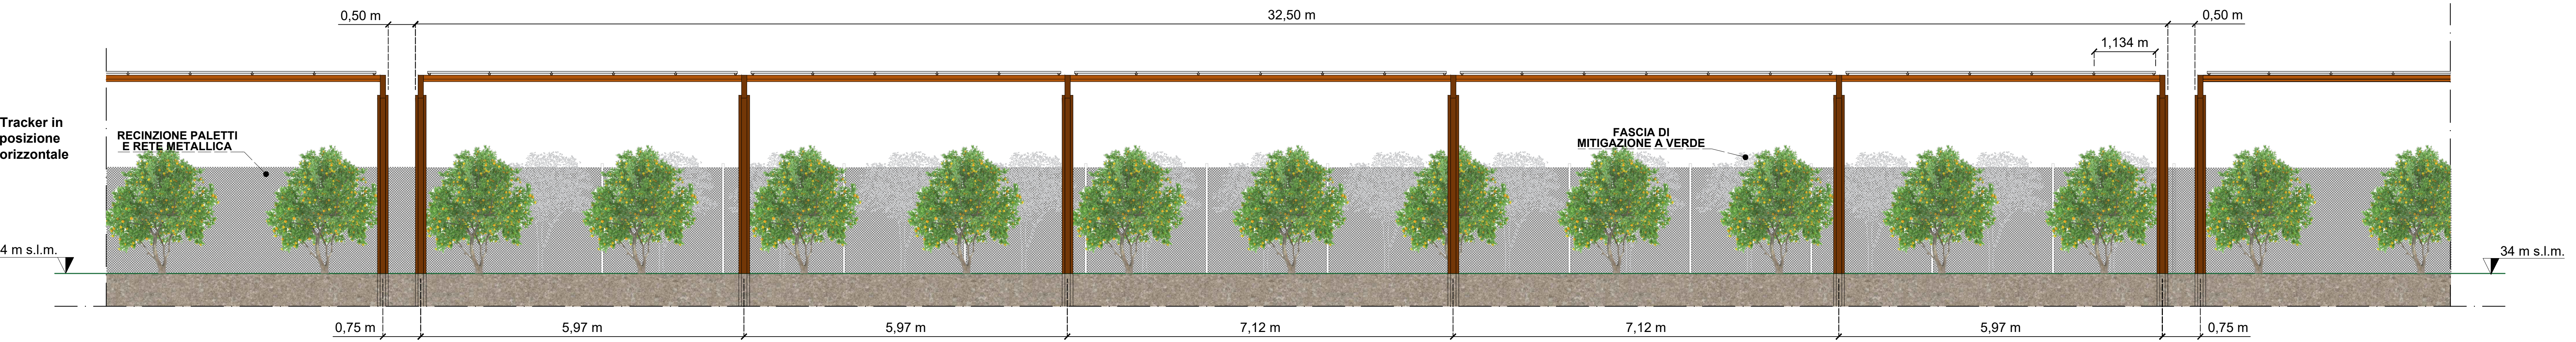 0,50 m
32,50 m
0,50 m
1,134 m
Tracker in
posizione
orizzontale
RECINZIONE PALETTI
E RETE METALLICA
FASCIA DI
MITIGAZIONE A VERDE
4 m s.l.m.
34 m s.l.m.
0,75 m
5,97 m
5,97 m
7,12 m
7,12 m
5,97 m
0,75 m